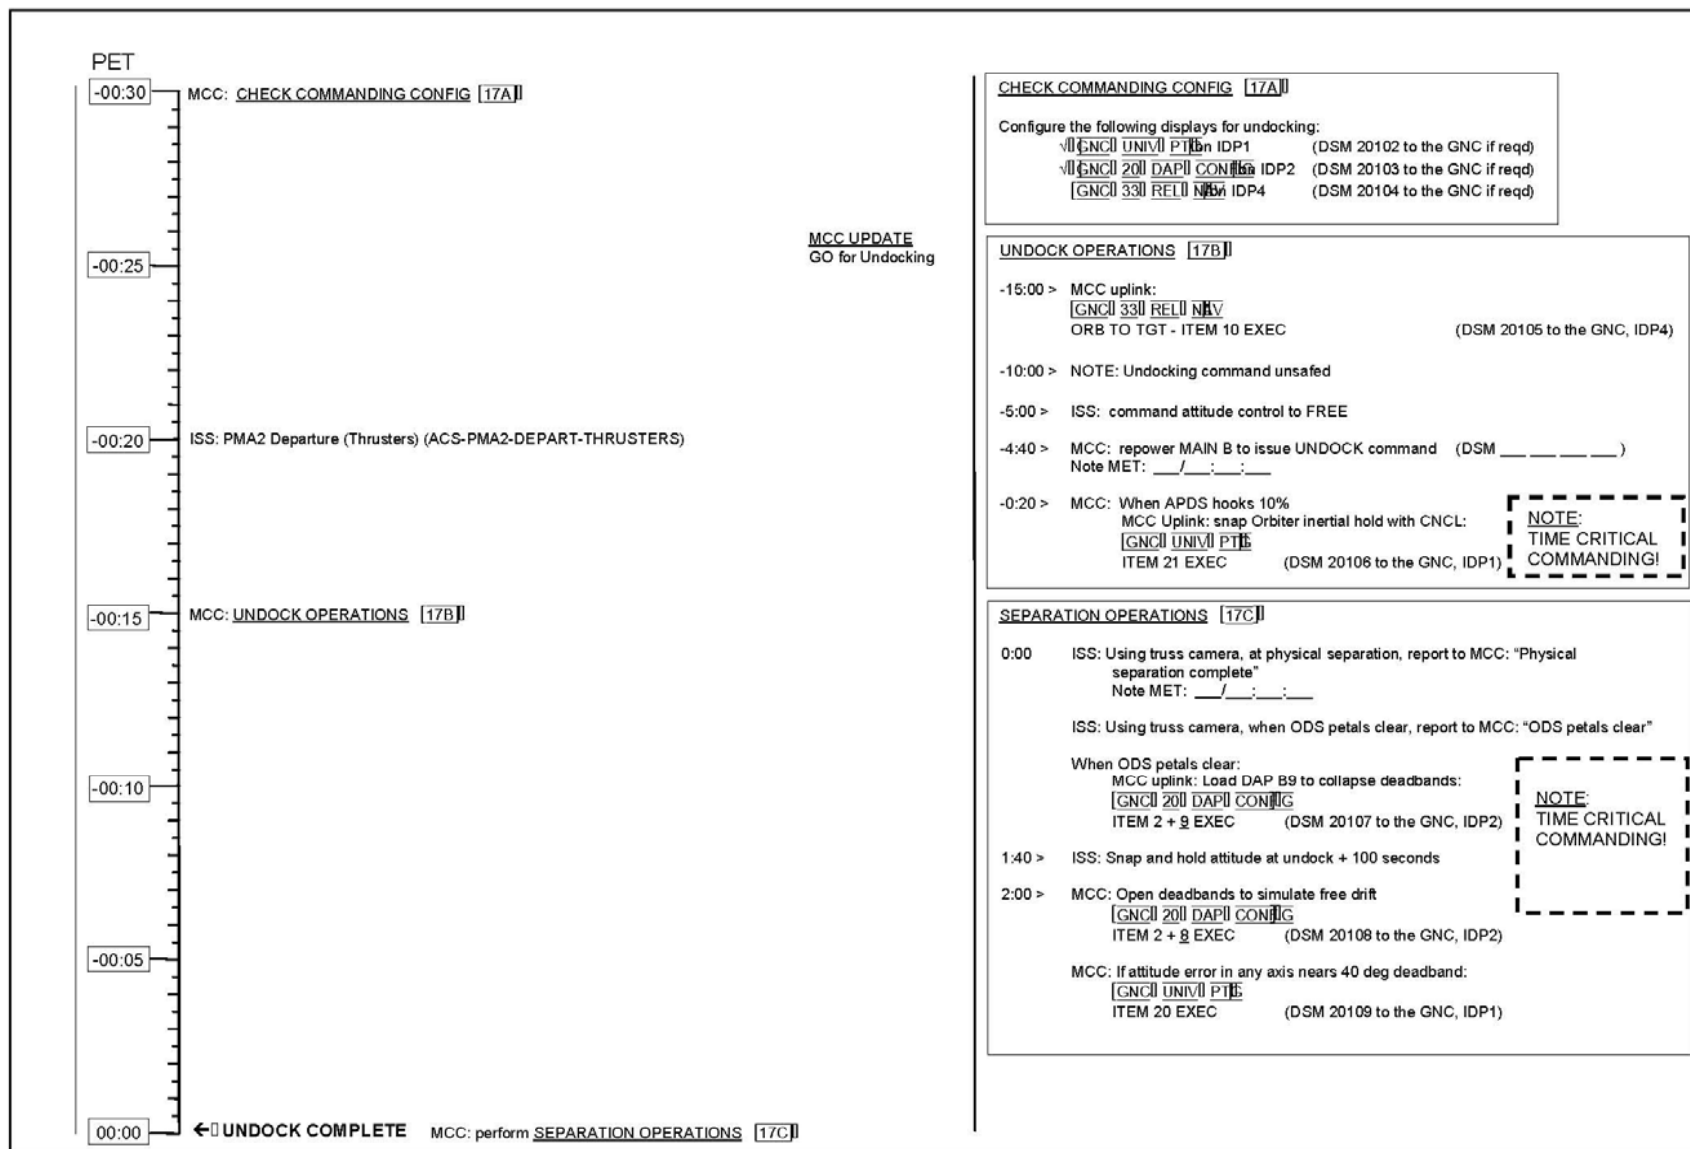 PET
-00:30
MCC: CHECK COMMANDING CONFIG [17A]
MCC UPDATE
GO for Undocking
-00:25
-00:20
ISS: PMA2 Departure (Thrusters) (ACS-PMA2-DEPART-THRUSTERS)
-00:15
MCC: UNDOCK OPERATIONS [17B]
-00:10
-00:05
00:00
← UNDOCK COMPLETE MCC: perform SEPARATION OPERATIONS [17C]
CHECK COMMANDING CONFIG [17A]
Configure the following displays for undocking:
√ GNC UNIV PTG on IDP1 (DSM 20102 to the GNC if reqd)
√ GNC 20 DAP CONFIG on IDP2 (DSM 20103 to the GNC if reqd)
GNC 33 REL NAV on IDP4 (DSM 20104 to the GNC if reqd)
UNDOCK OPERATIONS [17B]
-15:00 > MCC uplink:
GNC 33 REL NAV
ORB TO TGT - ITEM 10 EXEC (DSM 20105 to the GNC, IDP4)
-10:00 > NOTE: Undocking command unsafed
-5:00 > ISS: command attitude control to FREE
-4:40 > MCC: repower MAIN B to issue UNDOCK command (DSM ___ ___ ___ ___ )
Note MET: ___/___:___:___
-0:20 > MCC: When APDS hooks 10%
MCC Uplink: snap Orbiter inertial hold with CNCL:
GNC UNIV PTG
ITEM 21 EXEC (DSM 20106 to the GNC, IDP1)
NOTE:
TIME CRITICAL
COMMANDING!
SEPARATION OPERATIONS [17C]
0:00 ISS: Using truss camera, at physical separation, report to MCC: “Physical
separation complete”
Note MET: ___/___:___:___
ISS: Using truss camera, when ODS petals clear, report to MCC: “ODS petals clear”
When ODS petals clear:
MCC uplink: Load DAP B9 to collapse deadbands:
GNC 20 DAP CONFIG
ITEM 2 + 9 EXEC (DSM 20107 to the GNC, IDP2)
NOTE:
TIME CRITICAL
COMMANDING!
1:40 > ISS: Snap and hold attitude at undock + 100 seconds
2:00 > MCC: Open deadbands to simulate free drift
GNC 20 DAP CONFIG
ITEM 2 + 8 EXEC (DSM 20108 to the GNC, IDP2)
MCC: If attitude error in any axis nears 40 deg deadband:
GNC UNIV PTG
ITEM 20 EXEC (DSM 20109 to the GNC, IDP1)